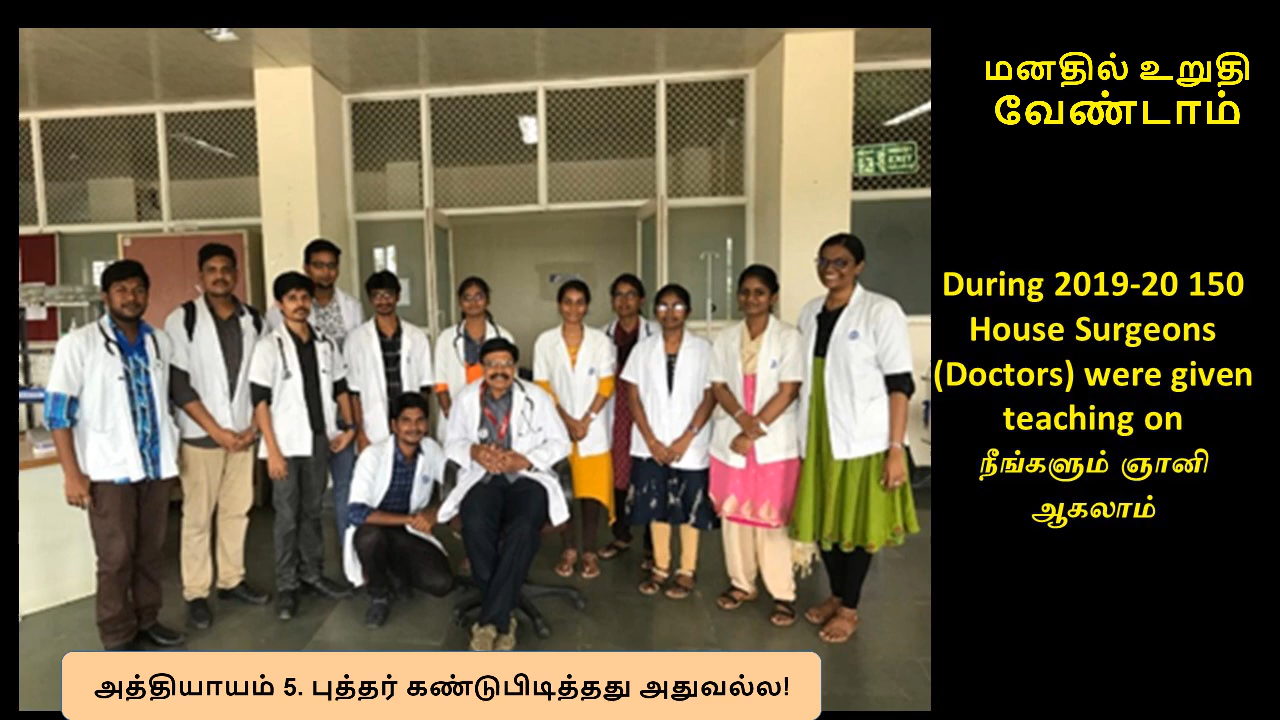 மனதில் உறுதி
வேண்டாம்
EXIT
During 2019-20 150
House Surgeons
(Doctors) were given
teaching on
நீங்களும் ஞானி
ஆகலாம்
அத்தியாயம் 5. புத்தர் கண்டுபிடித்தது அதுவல்ல!